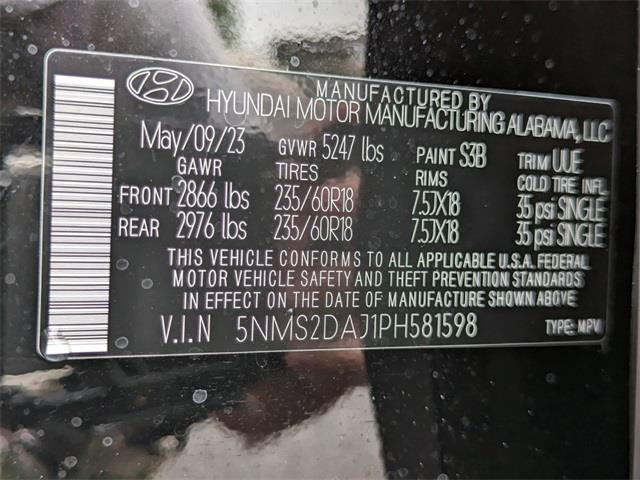 MANUFACTURED BY
HYUNDAI MOTOR MANUFACTURING ALABAMA, LLC
May/09/23 GVWR 5247 lbs PAINT S3B TRIM UUE
GAWR TIRES RIMS COLD TIRE INFL.
FRONT 2866 lbs 235/60R18 7.5JX18 35 psi SINGLE
REAR 2976 lbs 235/60R18 7.5JX18 35 psi SINGLE
THIS VEHICLE CONFORMS TO ALL APPLICABLE U.S.A. FEDERAL
MOTOR VEHICLE SAFETY AND THEFT PREVENTION STANDARDS
IN EFFECT ON THE DATE OF MANUFACTURE SHOWN ABOVE
V.I.N 5NMS2DAJ1PH581598 TYPE: MPV